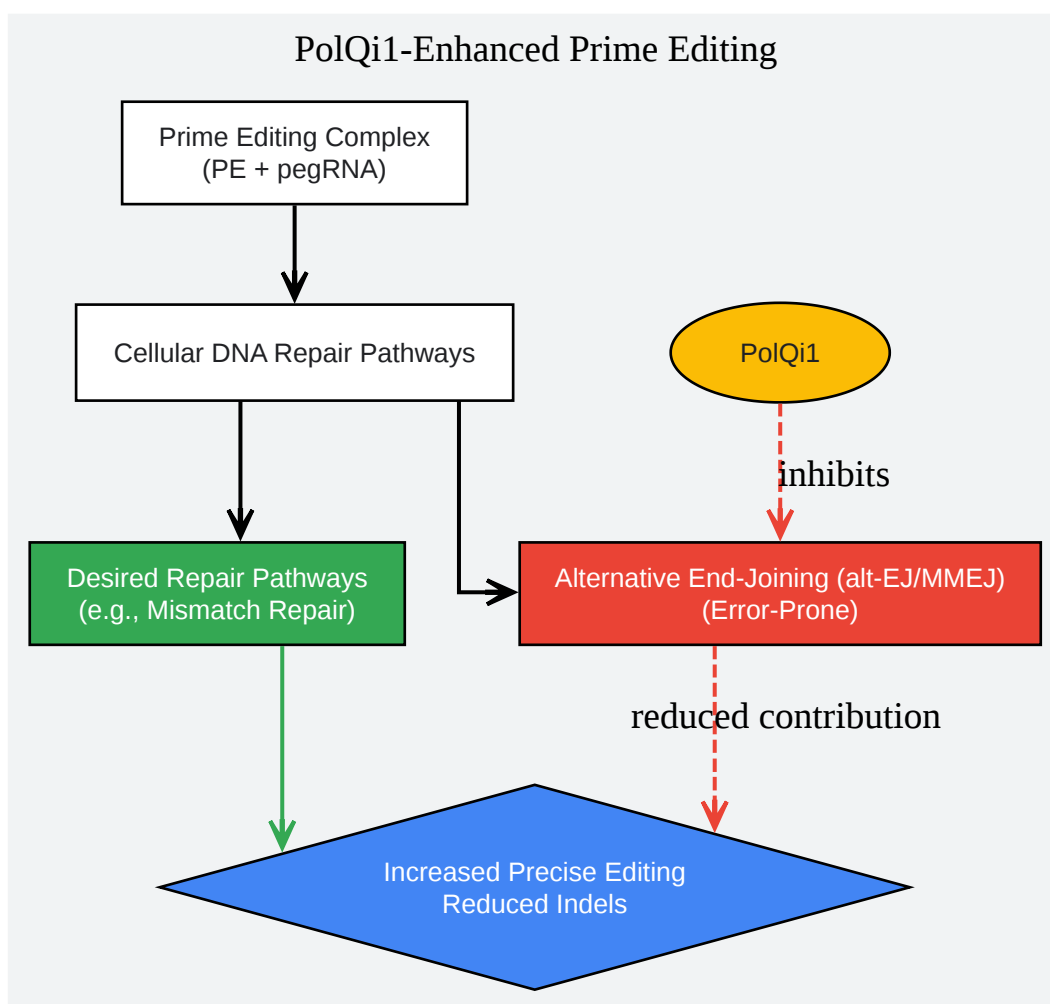 PolQi1-Enhanced Prime Editing
Prime Editing Complex
(PE + pegRNA)
Cellular DNA Repair Pathways
PolQi1
inhibits
Desired Repair Pathways
(e.g., Mismatch Repair)
Alternative End-Joining (alt-EJ/MMEJ)
(Error-Prone)
reduced contribution
Increased Precise Editing
Reduced Indels